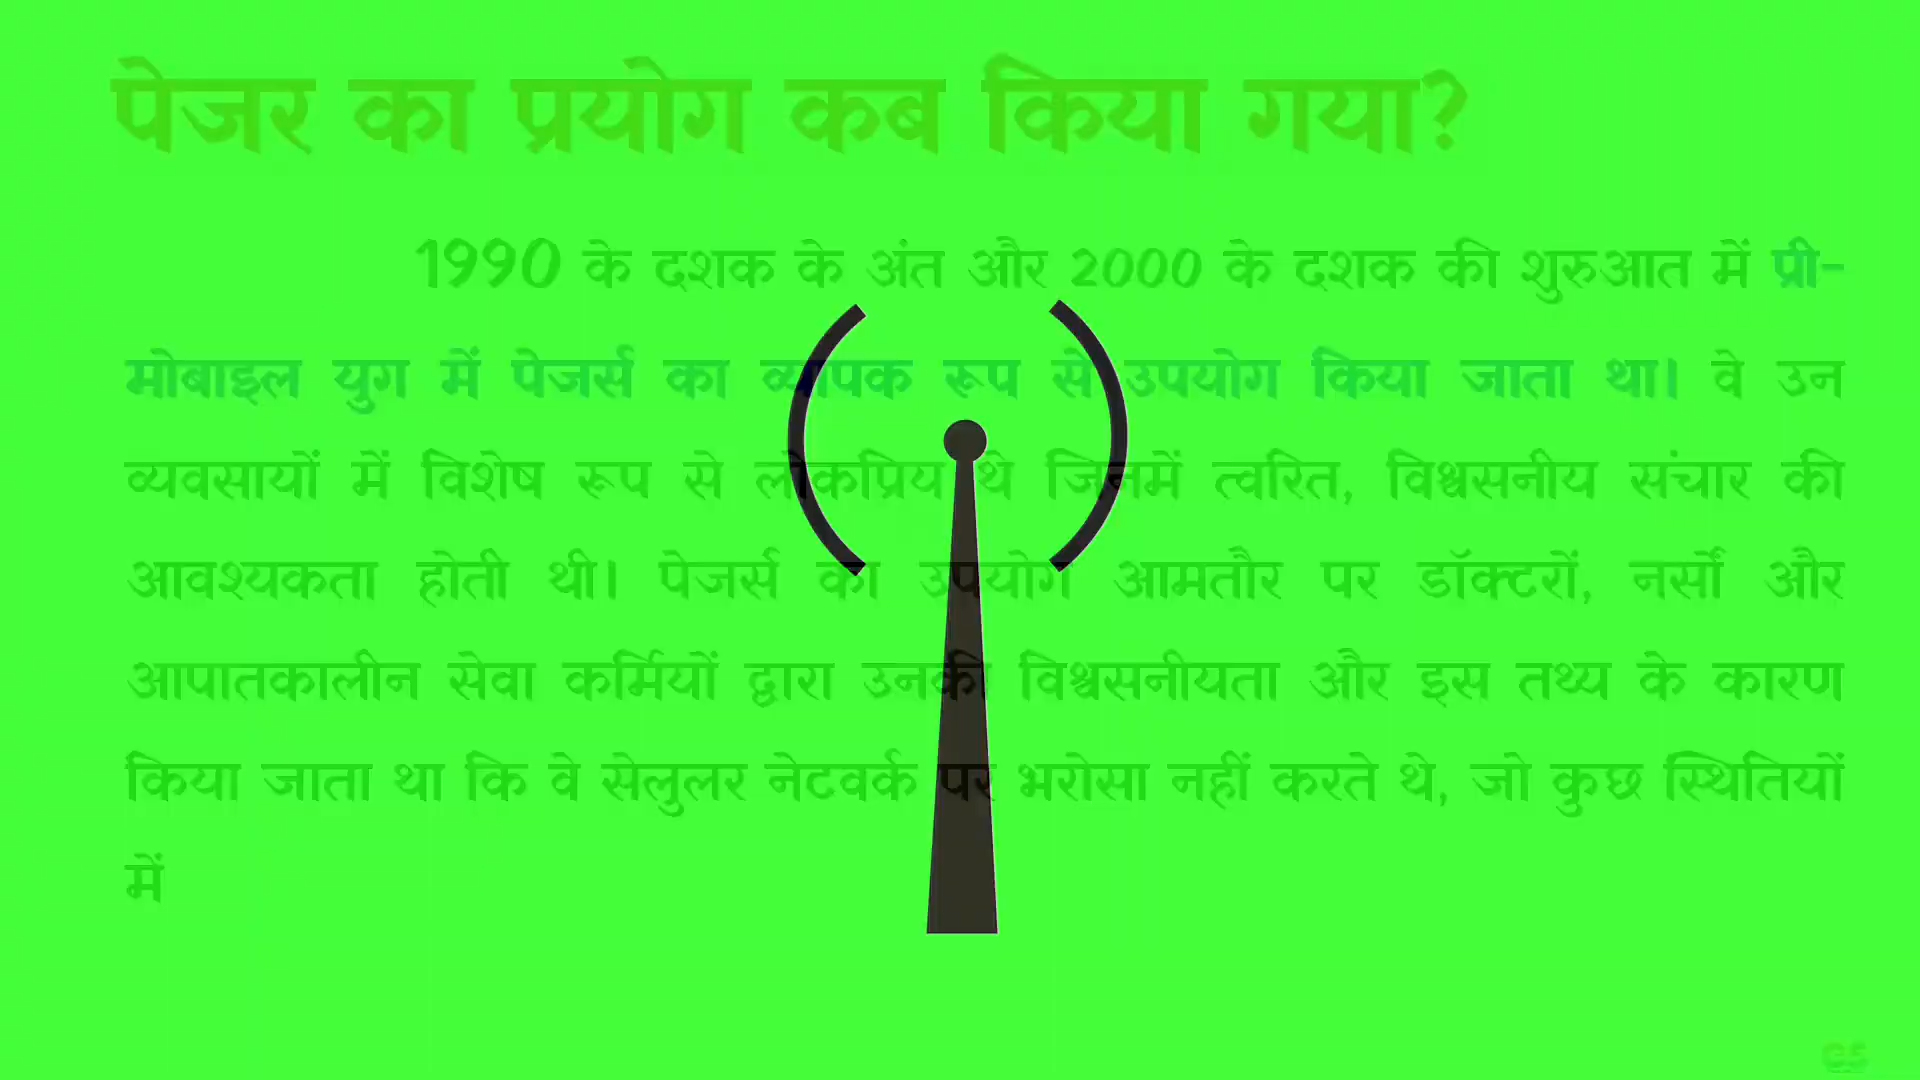 पेजर का प्रयोग कब किया गया?
1990 के दशक के अंत और 2000 के दशक की शुरुआत में प्री-
मोबाइल युग में पेजर्स का व्यापक रूप से उपयोग किया जाता था। वे उन
व्यवसायों में विशेष रूप से लोकप्रिय थे जिनमें त्वरित, विश्वसनीय संचार की
आवश्यकता होती थी। पेजर्स का उपयोग आमतौर पर डॉक्टरों, नर्सों और
आपातकालीन सेवा कर्मियों द्वारा उनकी विश्वसनीयता और इस तथ्य के कारण
किया जाता था कि वे सेलुलर नेटवर्क पर भरोसा नहीं करते थे, जो कुछ स्थितियों
में